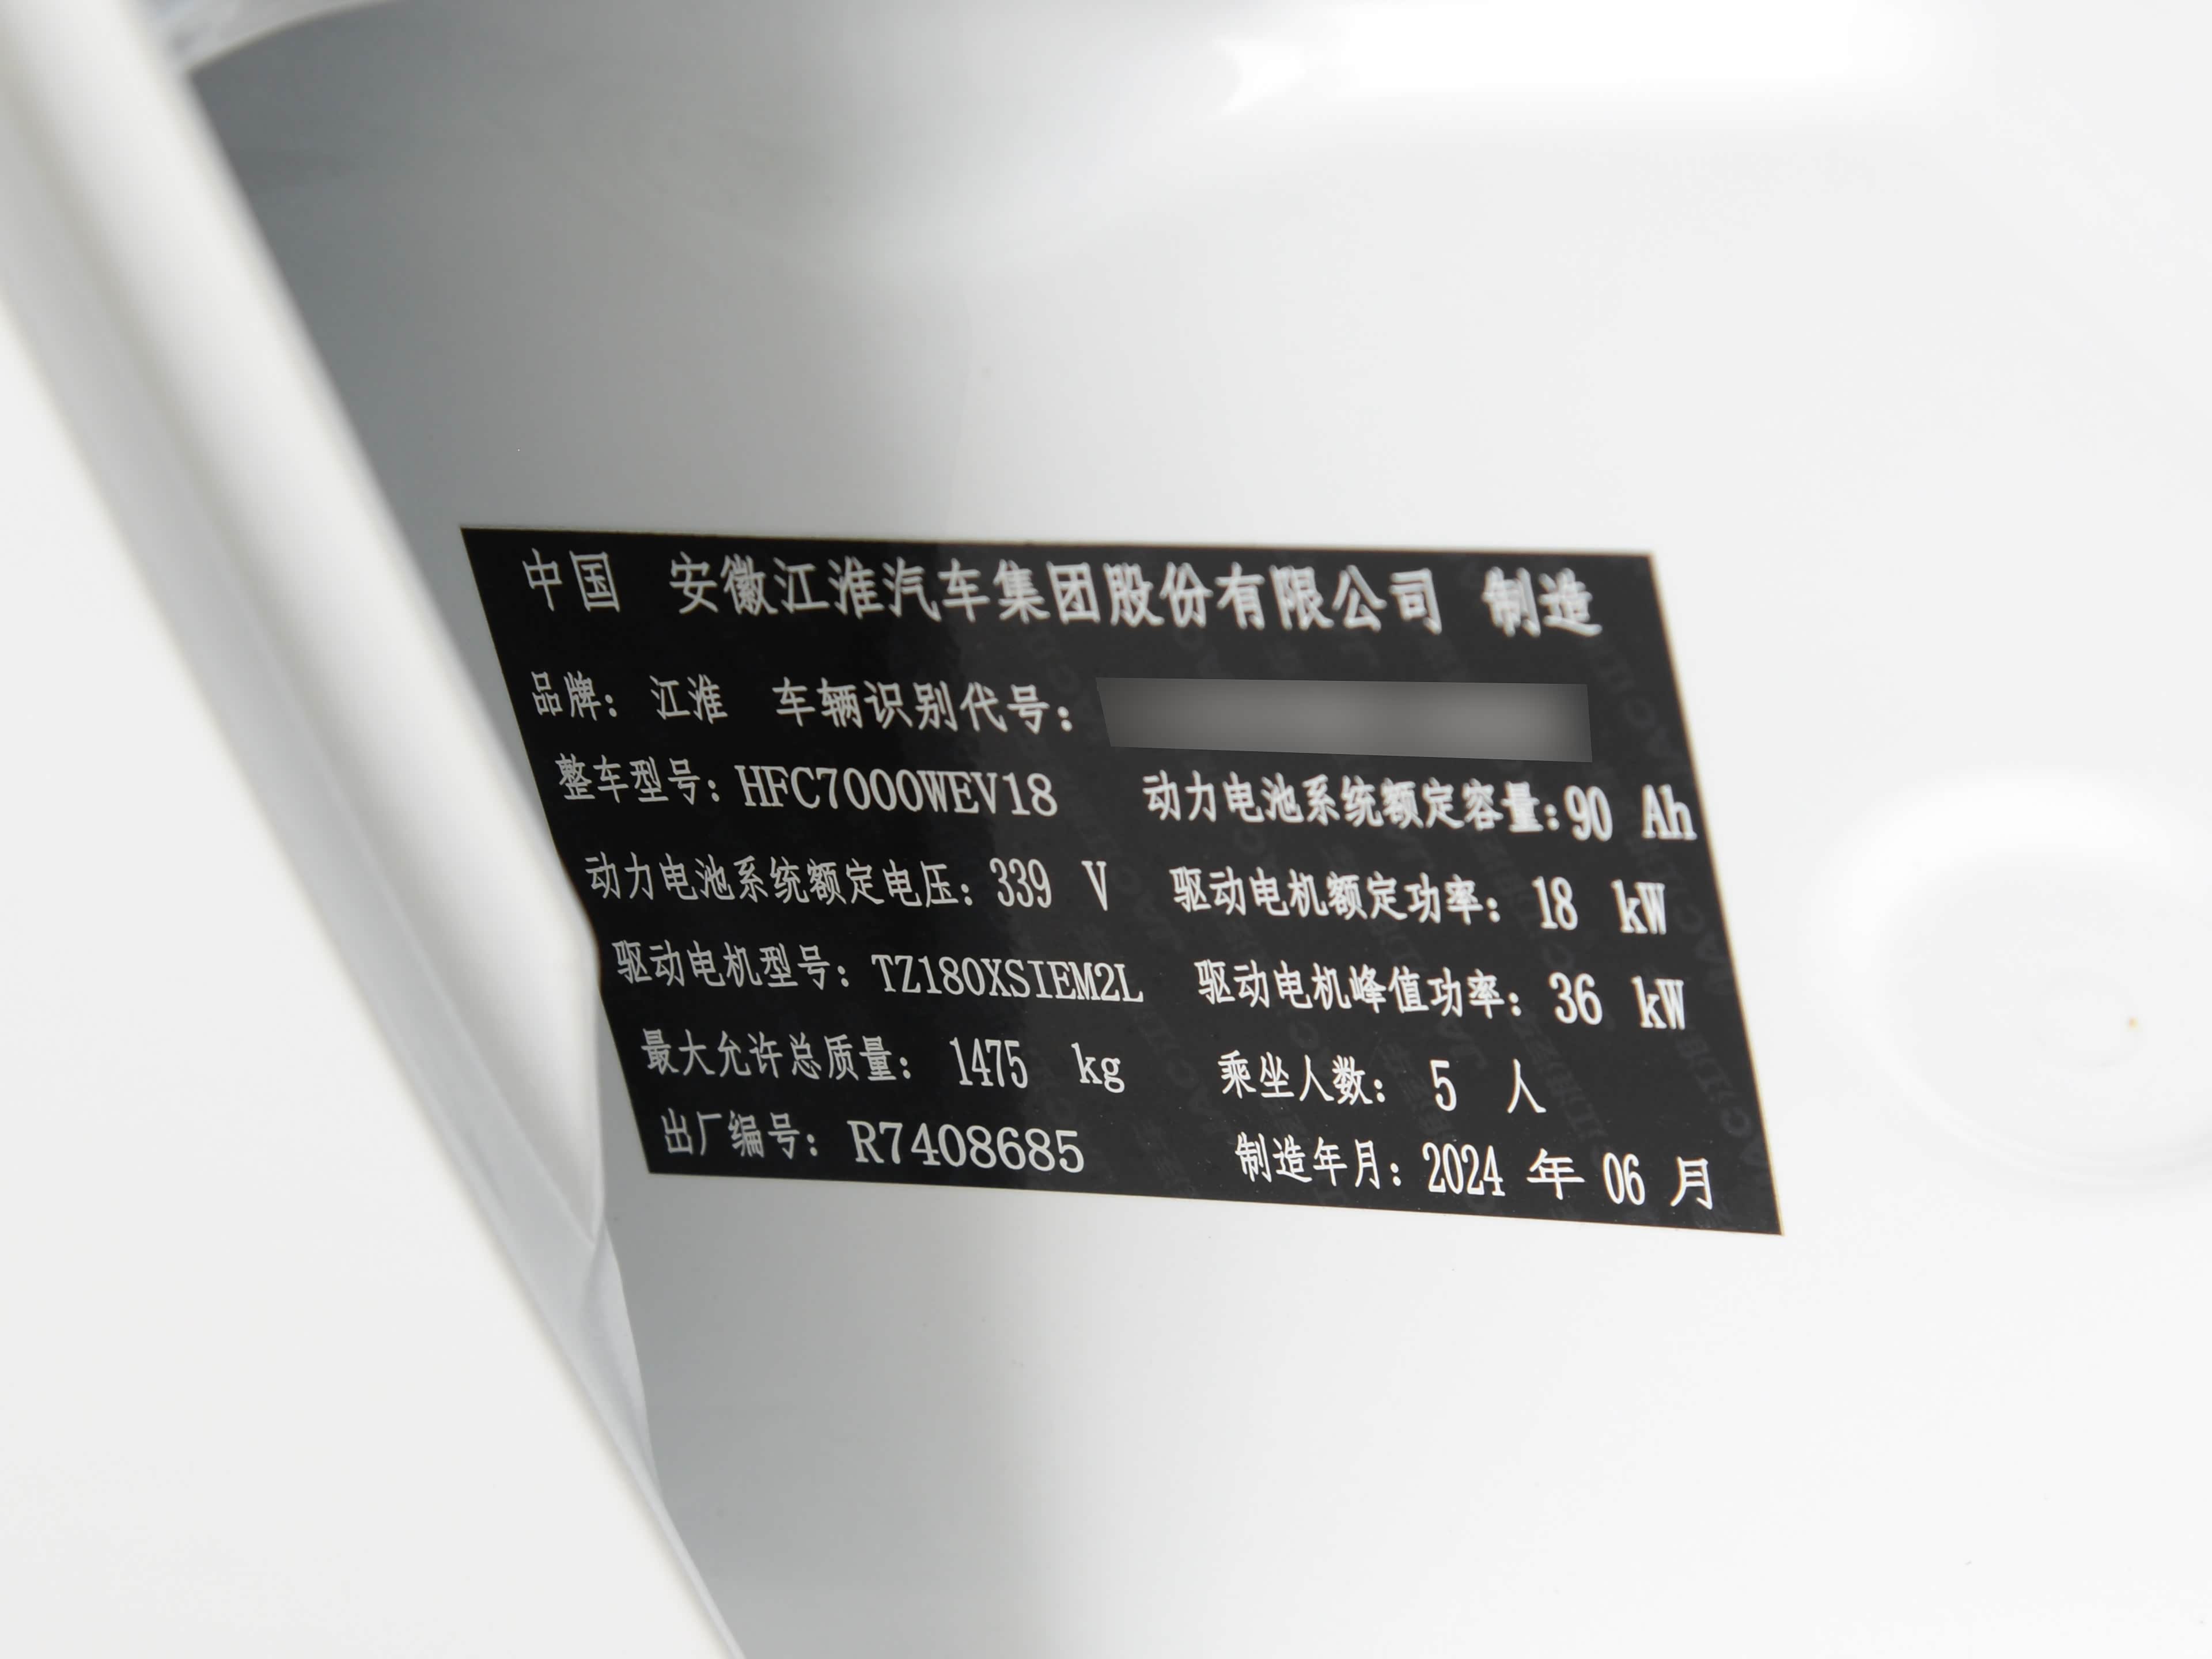 中国 安徽江淮汽车集团股份有限公司 制造
品牌：江淮 车辆识别代号：
整车型号：HFC7000WEV18 动力电池系统额定容量：90 Ah
动力电池系统额定电压：339 V 驱动电机额定功率：18 kW
驱动电机型号：TZ180XSIEM2L 驱动电机峰值功率：36 kW
最大允许总质量：1475 kg 乘坐人数：5 人
出厂编号：R7408685 制造年月：2024 年 06 月